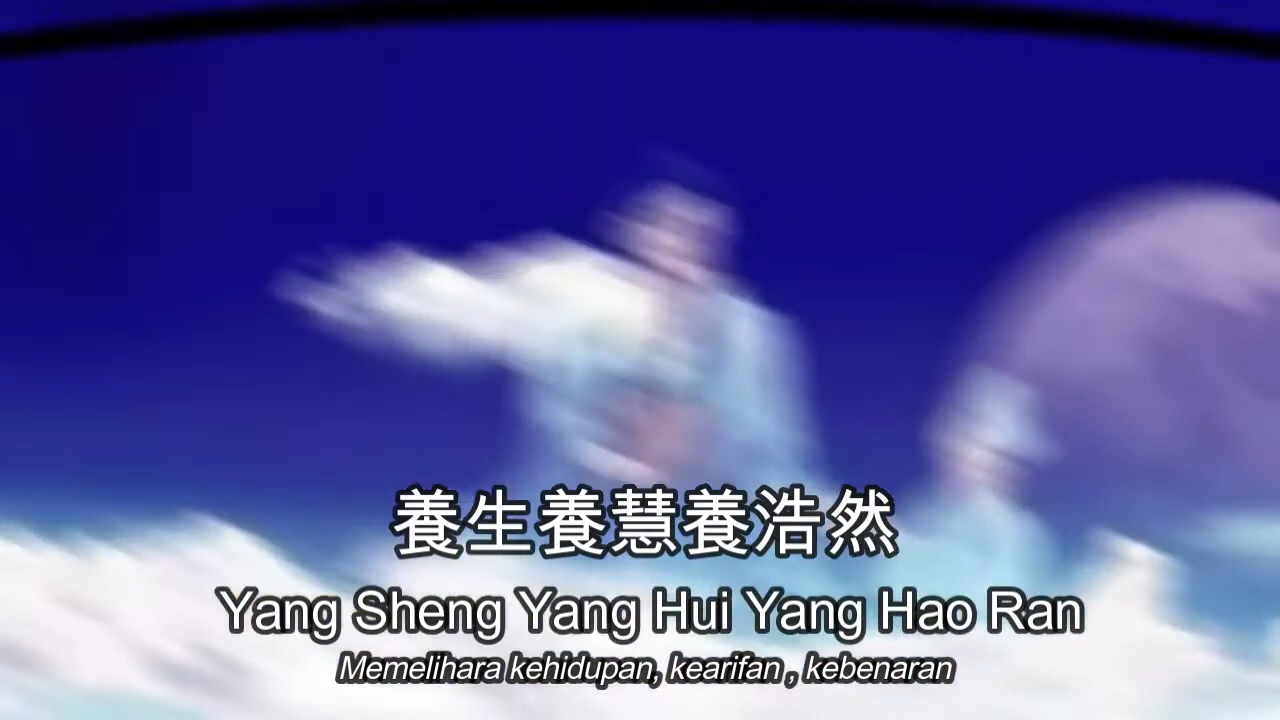 養生養慧養浩然
Yang Sheng Yang Hui Yang Hao Ran
Memelihara kehidupan, kearifan , kebenaran